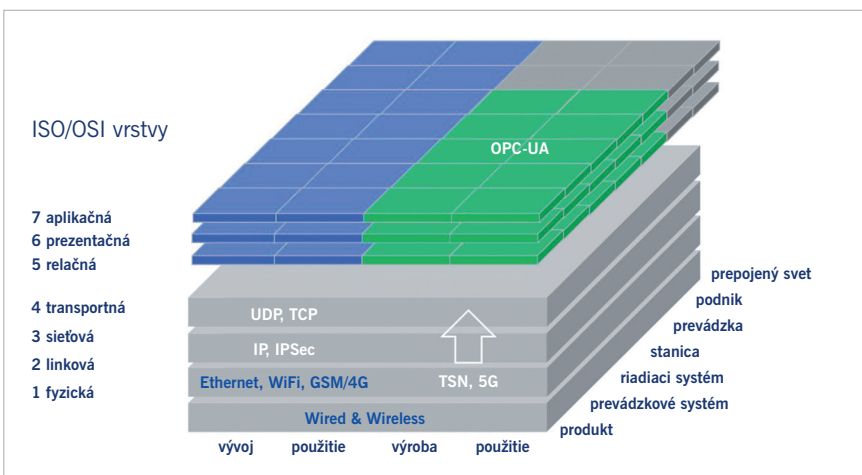 ISO/OSI vrstvy
OPC-UA
7 aplikačná
6 prezentačná
5 relačná
4 transportná
3 sieťová
2 linková
1 fyzická
UDP, TCP
IP, IPSec
Ethernet, WiFi, GSM/4G
TSN, 5G
Wired & Wireless
prepojený svet
podnik
prevádzka
stanica
riadiaci systém
prevádzkové systém
produkt
vývoj
použitie
výroba
použitie